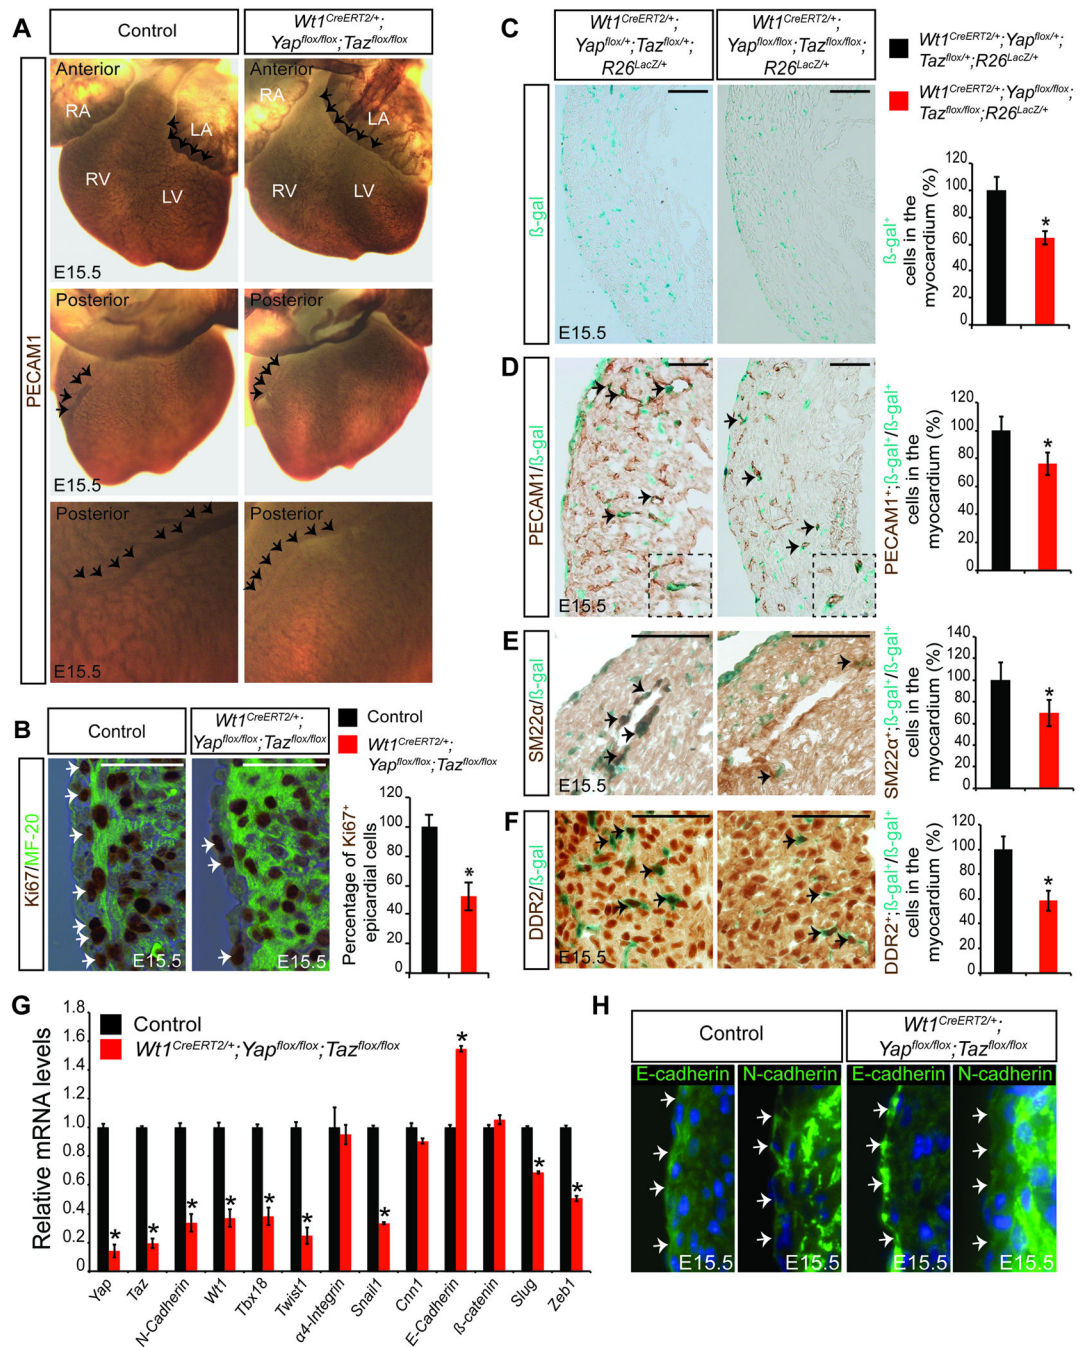 A
Control
Wt1CreERT2/+;
Yapflox/flox;Tazflox/flox
PECAM1
Anterior
RA
LA
RV
LV
E15.5
Anterior
RA
LA
RV
LV
Posterior
E15.5
Posterior
Posterior
E15.5
Posterior
B
Control
Wt1CreERT2/+;
Yapflox/flox;Tazflox/flox
Ki67/MF-20
E15.5
E15.5
Control
Wt1CreERT2/+;
Yapflox/flox;Tazflox/flox
Percentage of Ki67+
epicardial cells
120
100
80
60
40
20
0
*
C
Wt1CreERT2/+;
Yapflox/+;Tazflox/+;
R26LacZ/+
Wt1CreERT2/+;
Yapflox/flox;Tazflox/flox;
R26LacZ/+
Wt1CreERT2/+;Yapflox/+;
Tazflox/+;R26LacZ/+
Wt1CreERT2/+;Yapflox/flox;
Tazflox/flox;R26LacZ/+
ß-gal
E15.5
ß-gal+
cells in the
myocardium (%)
120
100
80
60
40
20
0
*
D
PECAM1/ß-gal
E15.5
PECAM1+;ß-gal+/ß-gal+
cells in the
myocardium (%)
120
100
80
60
40
20
0
*
E
SM22α/ß-gal
E15.5
SM22α+;ß-gal+/ß-gal+
cells in the
myocardium (%)
140
120
100
80
60
40
20
0
*
F
DDR2/ß-gal
E15.5
DDR2+;ß-gal+/ß-gal+
cells in the
myocardium (%)
120
100
80
60
40
20
0
*
G
Relative mRNA levels
1.8
1.6
1.4
1.2
1.0
0.8
0.6
0.4
0.2
0
Control
Wt1CreERT2/+;Yapflox/flox;Tazflox/flox
* * * * * * * * * *
Yap
Taz
N-Cadherin
Wt1
Tbx18
Twist1
α4-Integrin
Snail1
Cnn1
E-Cadherin
ß-catenin
Slug
Zeb1
H
Control
Wt1CreERT2/+;
Yapflox/flox;Tazflox/flox
E-cadherin
N-cadherin
E-cadherin
N-cadherin
E15.5
E15.5
E15.5
E15.5